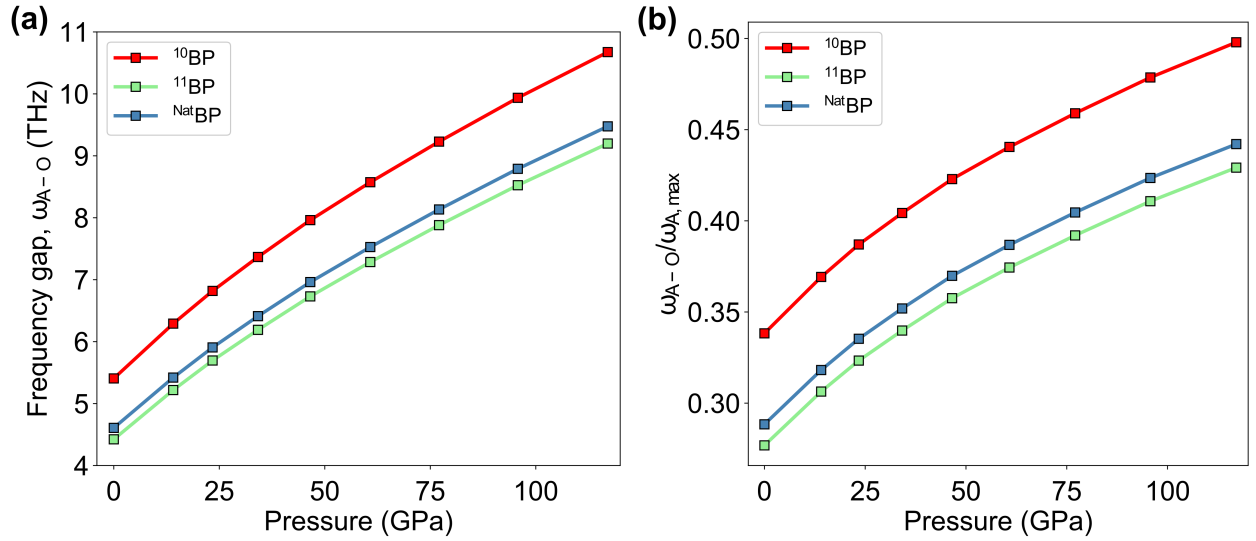 (a)
Frequency gap, ωA−O (THz)
11
10
9
8
7
6
5
4
10BP
11BP
NatBP
0
25
50
75
100
Pressure (GPa)
(b)
ωA−O/ωA,max
0.50
0.45
0.40
0.35
0.30
10BP
11BP
NatBP
0
25
50
75
100
Pressure (GPa)